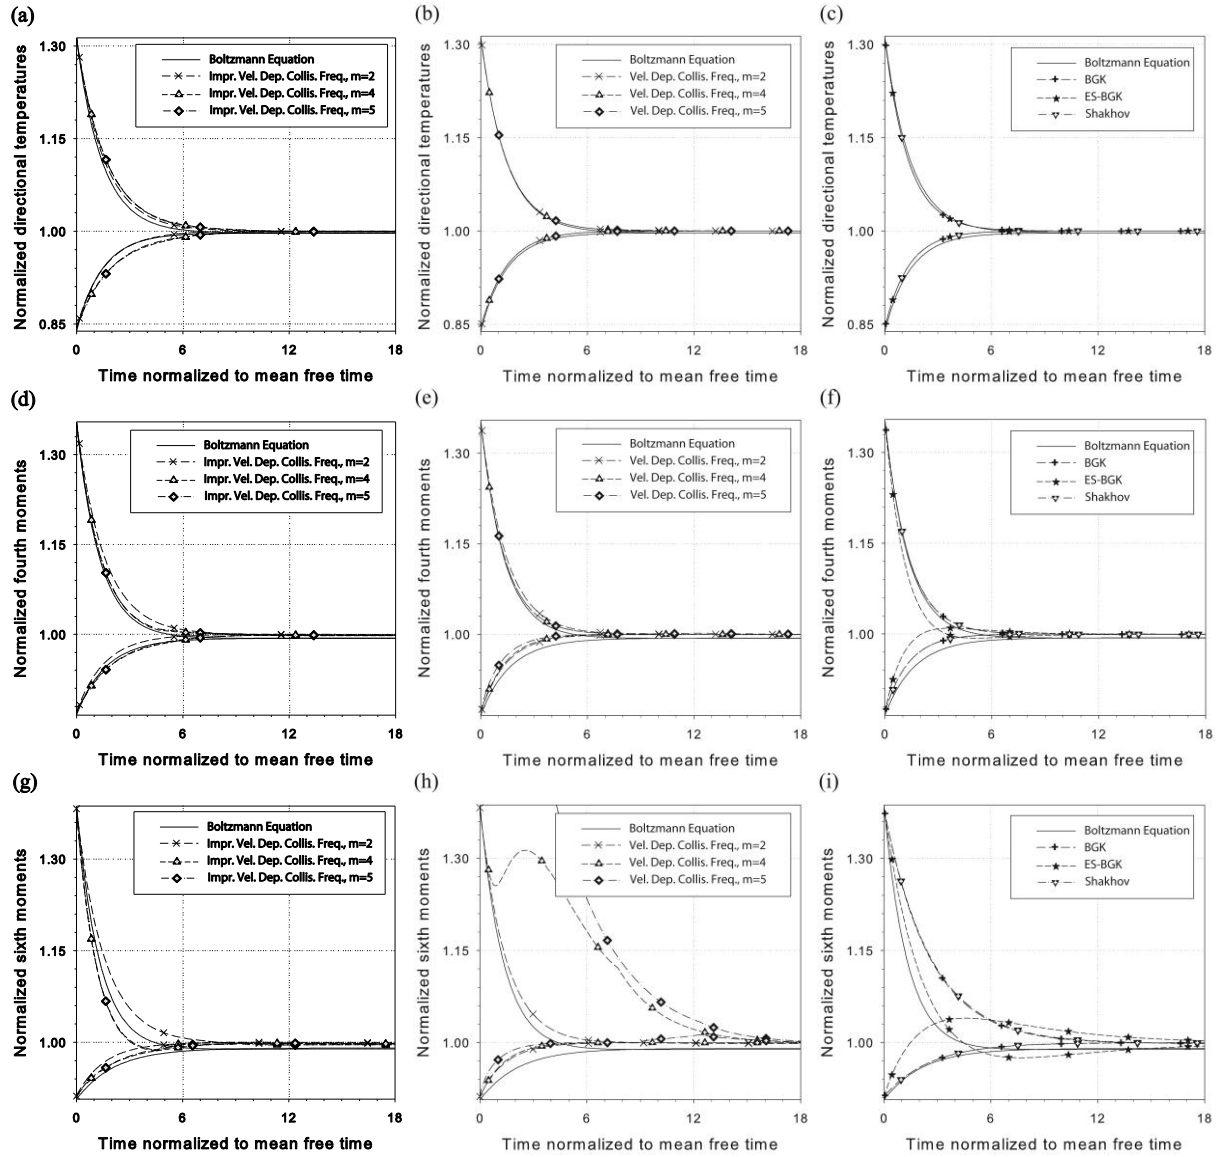 (a)
Normalized directional temperatures
1.30
1.15
1.00
0.85
Boltzmann Equation
Impr. Vel. Dep. Collis. Freq., m=2
Impr. Vel. Dep. Collis. Freq., m=4
Impr. Vel. Dep. Collis. Freq., m=5
0 6 12 18
Time normalized to mean free time
(b)
Normalized directional temperatures
1.30
1.15
1.00
0.85
Boltzmann Equation
Vel. Dep. Collis. Freq., m=2
Vel. Dep. Collis. Freq., m=4
Vel. Dep. Collis. Freq., m=5
0 6 12 18
Time normalized to mean free time
(c)
Normalized directional temperatures
1.30
1.15
1.00
0.85
Boltzmann Equation
BGK
ES-BGK
Shakhov
0 6 12 18
Time normalized to mean free time
(d)
Normalized fourth moments
1.30
1.15
1.00
Boltzmann Equation
Impr. Vel. Dep. Collis. Freq., m=2
Impr. Vel. Dep. Collis. Freq., m=4
Impr. Vel. Dep. Collis. Freq., m=5
0 6 12 18
Time normalized to mean free time
(e)
Normalized fourth moments
1.30
1.15
1.00
Boltzmann Equation
Vel. Dep. Collis. Freq., m=2
Vel. Dep. Collis. Freq., m=4
Vel. Dep. Collis. Freq., m=5
0 6 12 18
Time normalized to mean free time
(f)
Normalized fourth moments
1.30
1.15
1.00
Boltzmann Equation
BGK
ES-BGK
Shakhov
0 6 12 18
Time normalized to mean free time
(g)
Normalized sixth moments
1.30
1.15
1.00
Boltzmann Equation
Impr. Vel. Dep. Collis. Freq., m=2
Impr. Vel. Dep. Collis. Freq., m=4
Impr. Vel. Dep. Collis. Freq., m=5
0 6 12 18
Time normalized to mean free time
(h)
Normalized sixth moments
1.30
1.15
1.00
Boltzmann Equation
Vel. Dep. Collis. Freq., m=2
Vel. Dep. Collis. Freq., m=4
Vel. Dep. Collis. Freq., m=5
0 6 12 18
Time normalized to mean free time
(i)
Normalized sixth moments
1.30
1.15
1.00
Boltzmann Equation
BGK
ES-BGK
Shakhov
0 6 12 18
Time normalized to mean free time